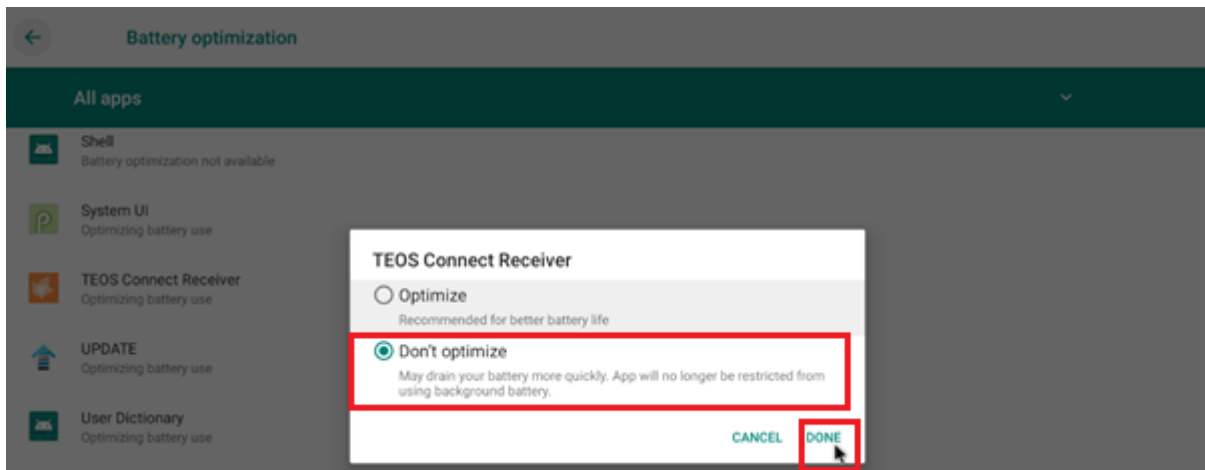 Battery optimization
All apps
Shell
Battery optimization not available
System UI
Optimizing battery use
TEOS Connect Receiver
Optimizing battery use
UPDATE
Optimizing battery use
User Dictionary
Optimizing battery use
TEOS Connect Receiver
Optimize
Recommended for better battery life
Don't optimize
May drain your battery more quickly. App will no longer be restricted from
using background battery.
CANCEL DONE